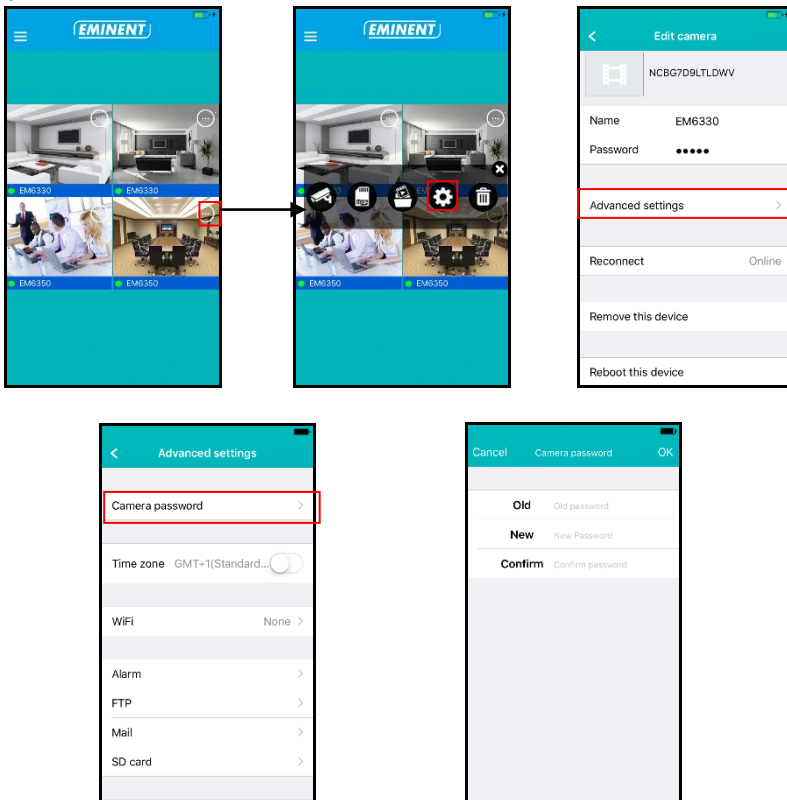 EMINENT
EM6330
EM6330
EM6350
EM6350
EMINENT
EM6350
EM6350
Edit camera
NCBG7D9LTLDWV
Name EM6330
Password •••••
Advanced settings
Reconnect Online
Remove this device
Reboot this device
Advanced settings
Camera password
Time zone GMT+1(Standard...
WiFi None
Alarm
FTP
Mail
SD card
Cancel Camera password OK
Old Old password
New New Password
Confirm Confirm password